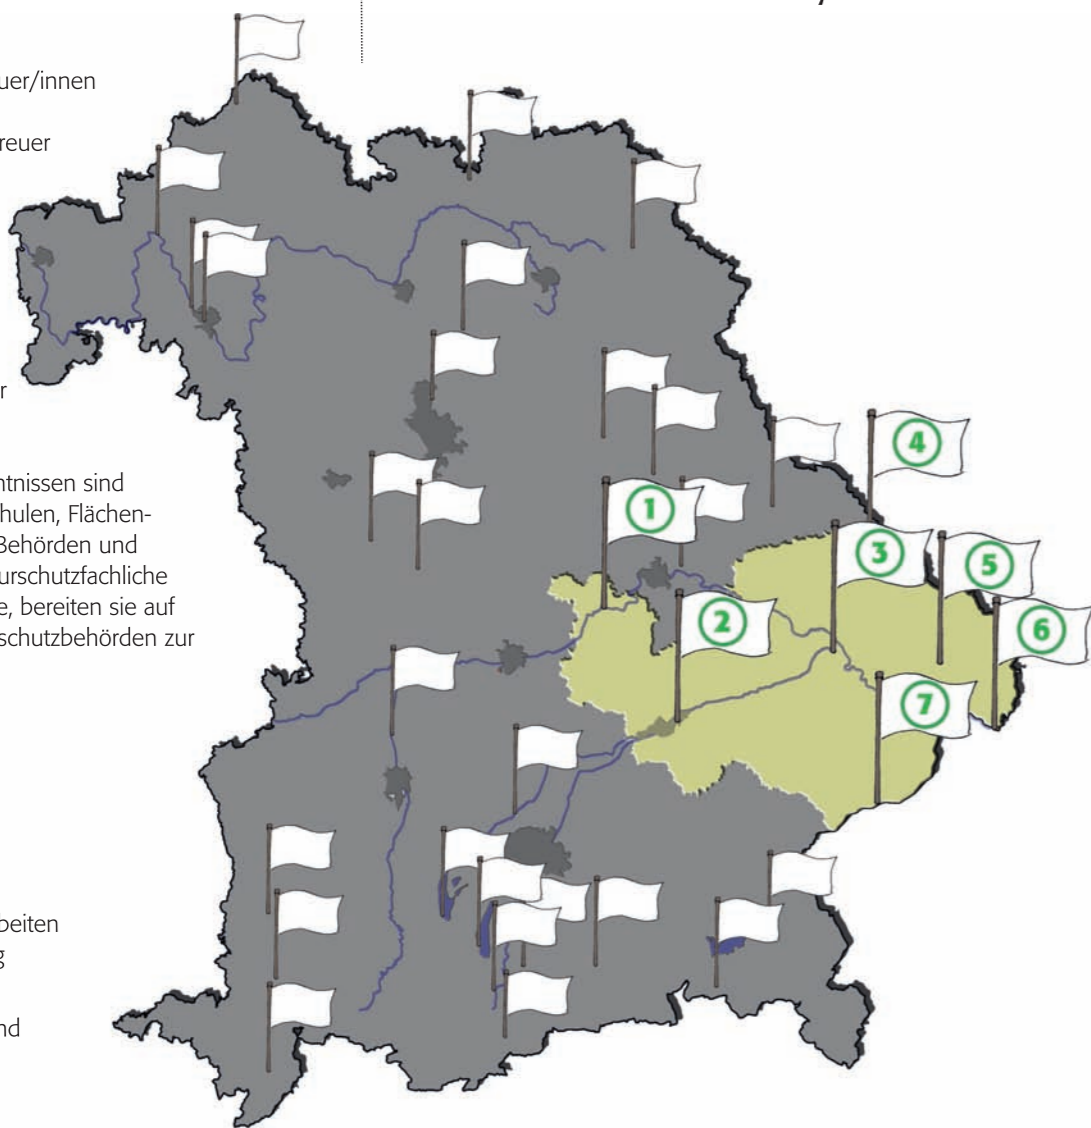 uer/innen
reuer
r
ntnissen sind
hulen, Flächen-
Behörden und
urschutzfachliche
e, bereiten sie auf
schutzbehörden zur
beiten
g
nd
4
1
3
5
2
6
7